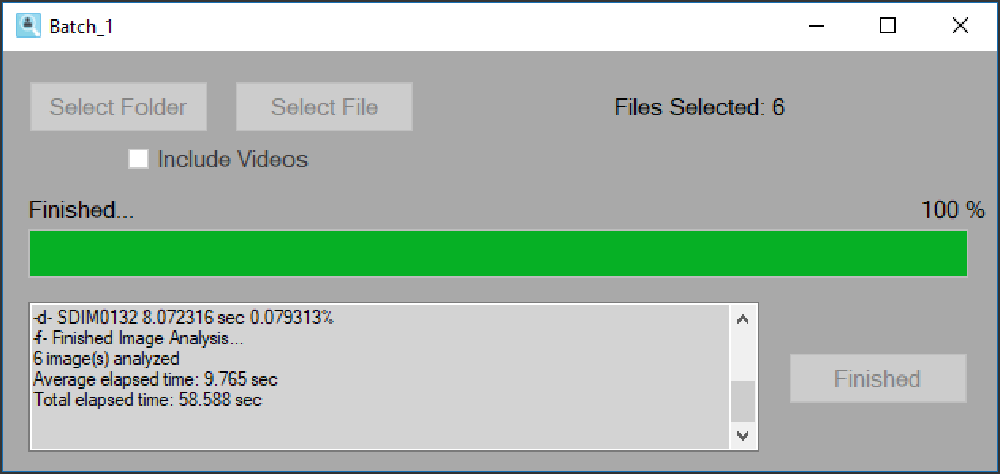 Batch_1
Select Folder
Select File
Files Selected: 6
Include Videos
Finished...
100 %
-d- SDIM0132 8.072316 sec 0.079313%
-f- Finished Image Analysis...
6 image(s) analyzed
Average elapsed time: 9.765 sec
Total elapsed time: 58.588 sec
Finished